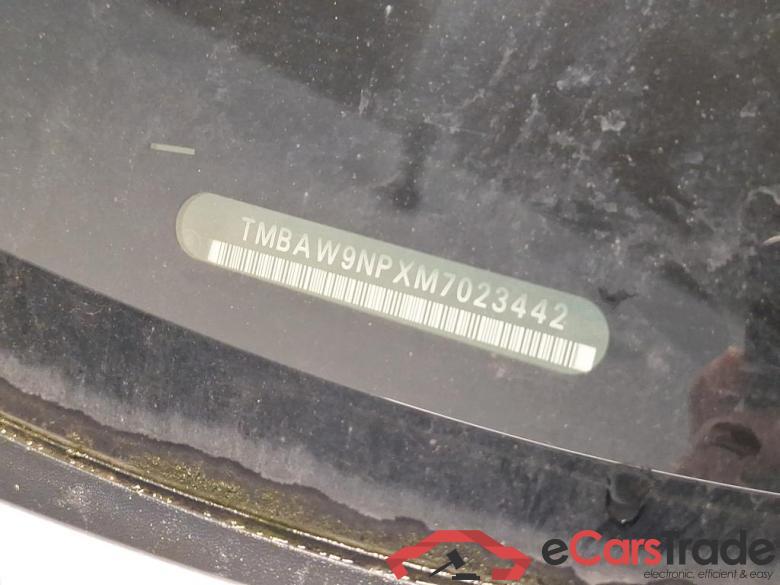 TMBAW9NPXM7023442
eCarsTrade
electronic, efficient & easy